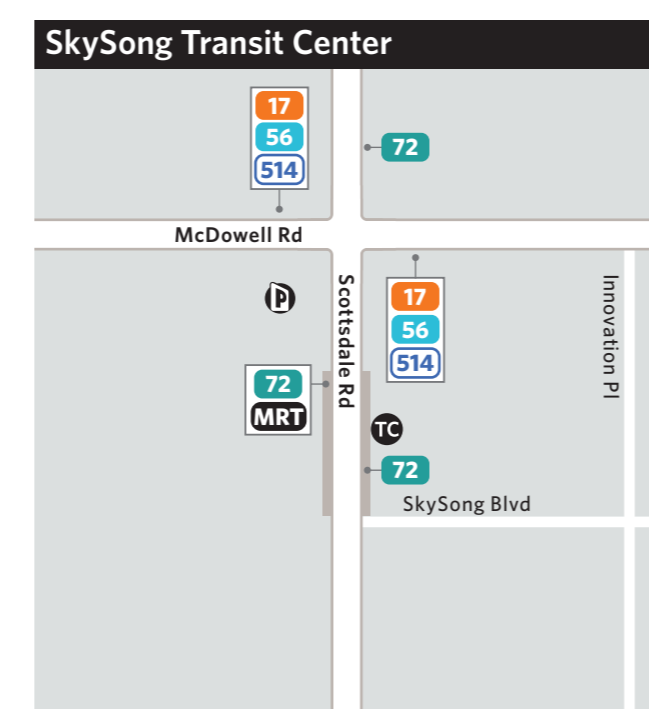 SkySong Transit Center
17
56
514
72
McDowell Rd
P
Scottsdale Rd
17
56
514
Innovation Pl
72
MRT
TC
72
SkySong Blvd